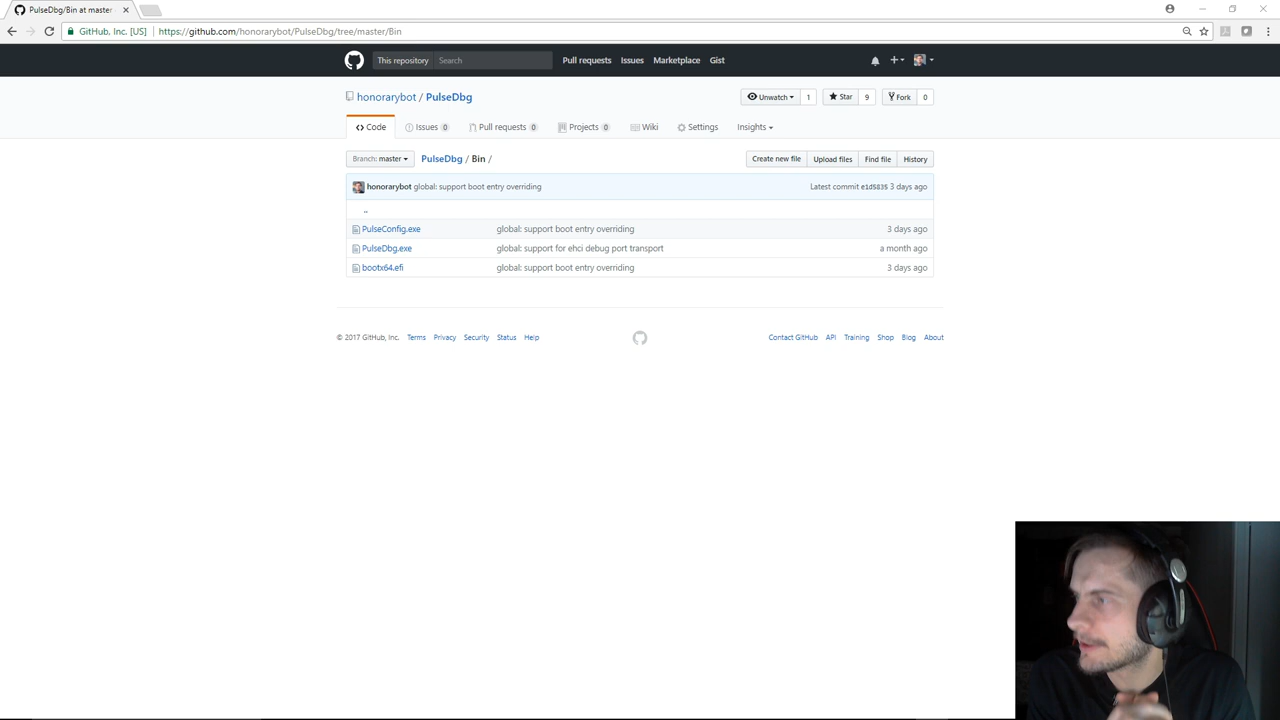 PulseDbg/Bin at master
GitHub, Inc. [US] https://github.com/honorarybot/PulseDbg/tree/master/Bin
This repository Search Pull requests Issues Marketplace Gist
honorarybot / PulseDbg Unwatch 1 Star 9 Fork 0
Code Issues 0 Pull requests 0 Projects 0 Wiki Settings Insights
Branch: master PulseDbg / Bin / Create new file Upload files Find file History
honorarybot global: support boot entry overriding Latest commit e1d5835 3 days ago
..
PulseConfig.exe global: support boot entry overriding 3 days ago
PulseDbg.exe global: support for ehci debug port transport a month ago
bootx64.efi global: support boot entry overriding 3 days ago
© 2017 GitHub, Inc. Terms Privacy Security Status Help Contact GitHub API Training Shop Blog About